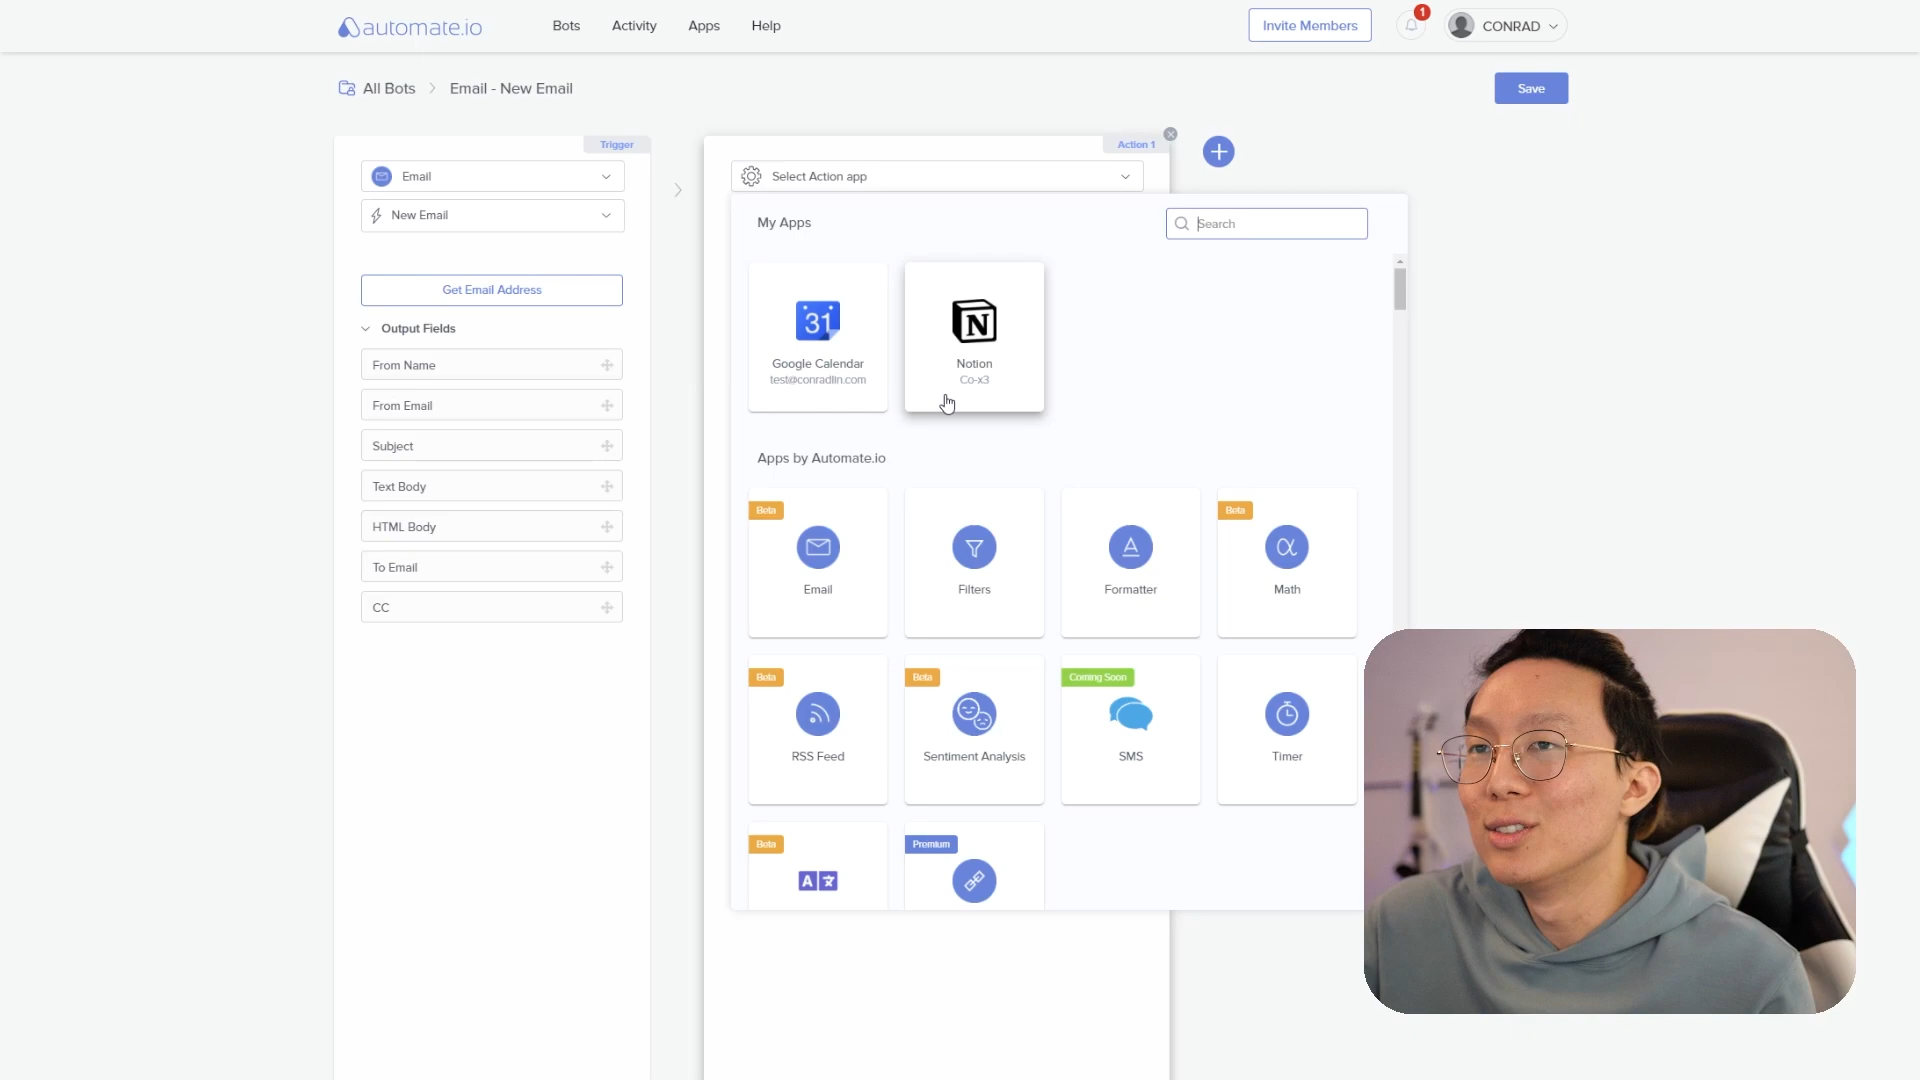 automate.io
Bots
Activity
Apps
Help
Invite Members
1
CONRAD
All Bots
Email - New Email
Save
Trigger
Email
New Email
Get Email Address
Output Fields
From Name
From Email
Subject
Text Body
HTML Body
To Email
CC
Action 1
Select Action app
My Apps
Search
31
Google Calendar
test@conradlin.com
N
Notion
Co-x3
Apps by Automate.io
Beta
Email
Filters
Formatter
Beta
α
Math
Beta
RSS Feed
Beta
Sentiment Analysis
Coming Soon
SMS
Timer
Beta
A 文
Premium